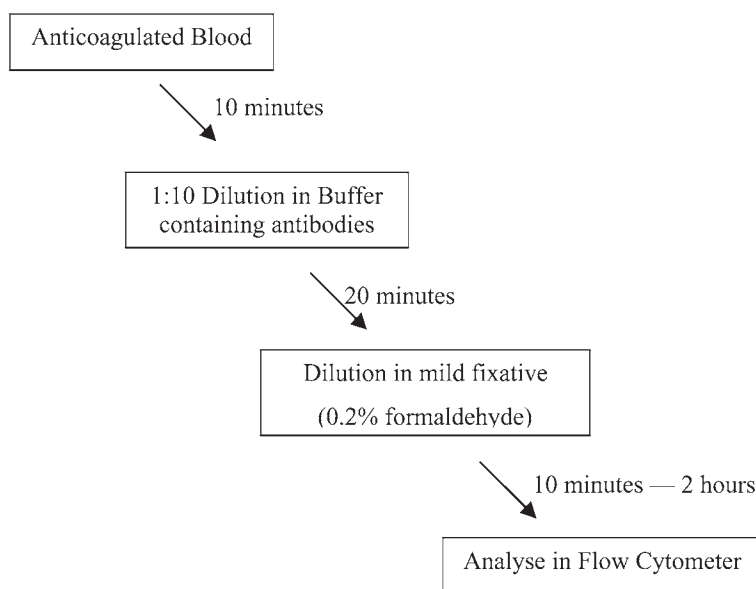 Anticoagulated Blood
10 minutes
1:10 Dilution in Buffer
containing antibodies
20 minutes
Dilution in mild fixative
(0.2% formaldehyde)
10 minutes — 2 hours
Analyse in Flow Cytometer